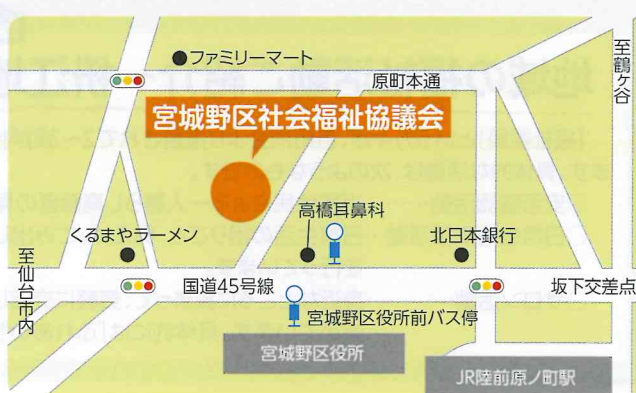 ファミリーマート
原町本通
至鶴ヶ谷
宮城野区社会福祉協議会
高橋耳鼻科
くるまやラーメン
北日本銀行
至仙台市内
国道45号線
坂下交差点
宮城野区役所前バス停
宮城野区役所
JR陸前原ノ町駅